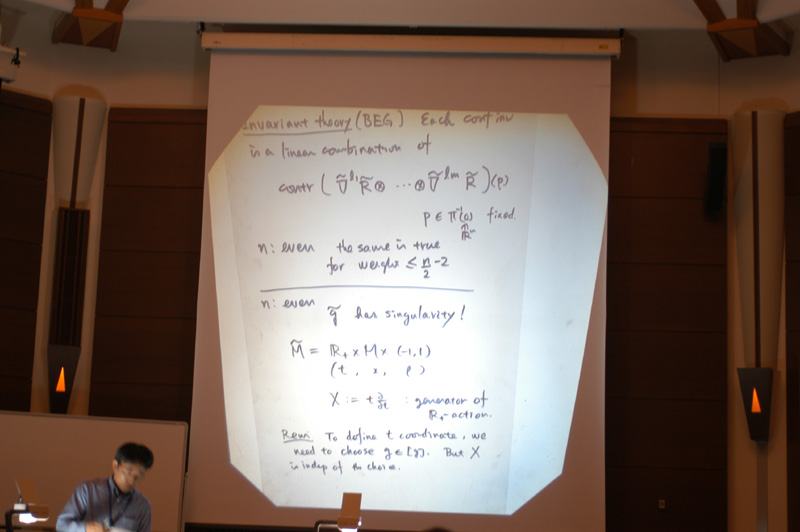 invariant theory (BEG) Each conf inv
is a linear combination of
contr ( ∇̃^l₁ R̃ ⊗ ··· ⊗ ∇̃^lm R̃ )(p)
p ∈ π⁻¹(0) fixed.
ℝⁿ
n: even the same is true
for weight ≤ n/2 -2
n: even g̃ has singularity!
M̃ = ℝ₊ × M × (-1,1)
(t , x, ρ)
X := t ∂/∂t : generator of
ℝ₊-action.
Rem: To define t coordinate, we
need to choose g ∈ [g]. But X
is indep of the choice.